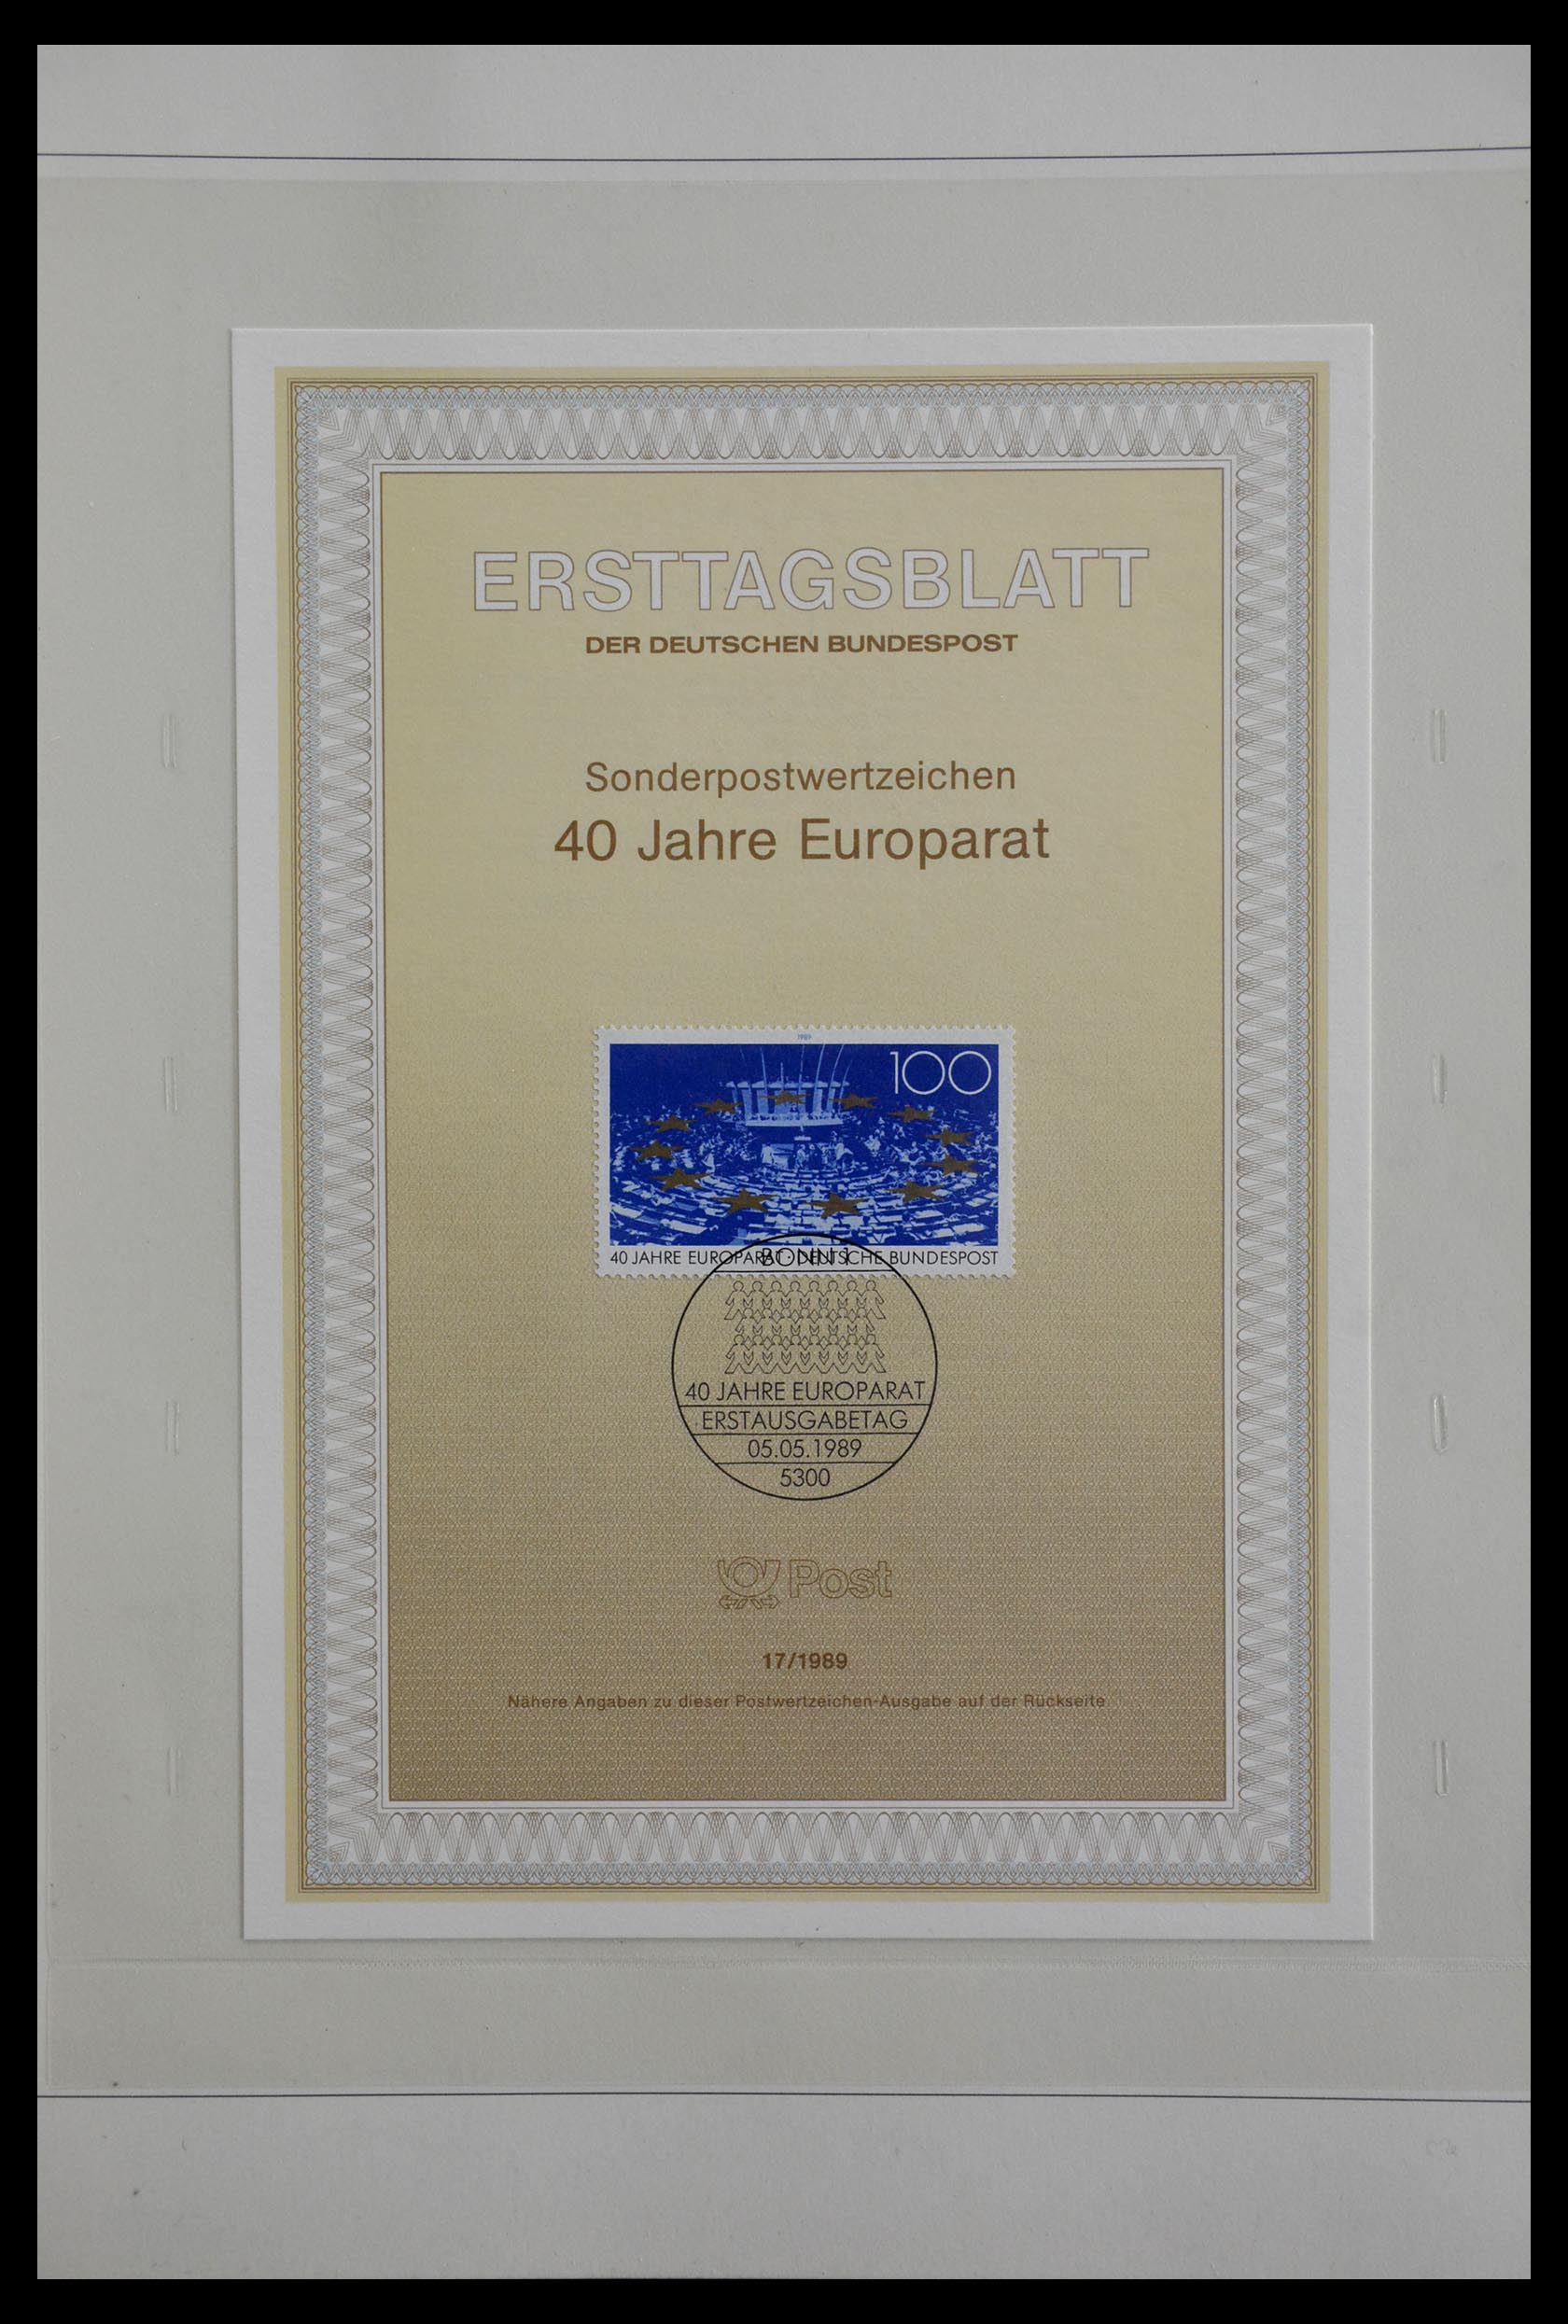 ERSTTAGSBLATT
DER DEUTSCHEN BUNDESPOST
Sonderpostwertzeichen
40 Jahre Europarat
1989
100
40 JAHRE EUROPARAT · DEUTSCHE BUNDESPOST
BONN 1
40 JAHRE EUROPARAT
ERSTAUSGABETAG
05.05.1989
5300
Post
17/1989
Nähere Angaben zu dieser Postwertzeichen-Ausgabe auf der Rückseite